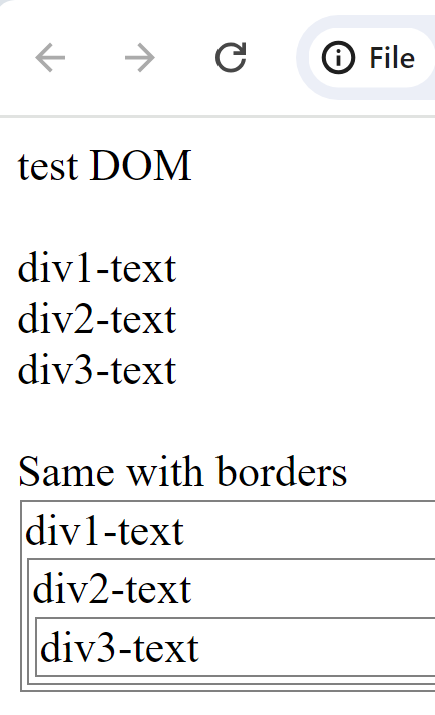 File
test DOM
div1-text
div2-text
div3-text
Same with borders
div1-text
div2-text
div3-text